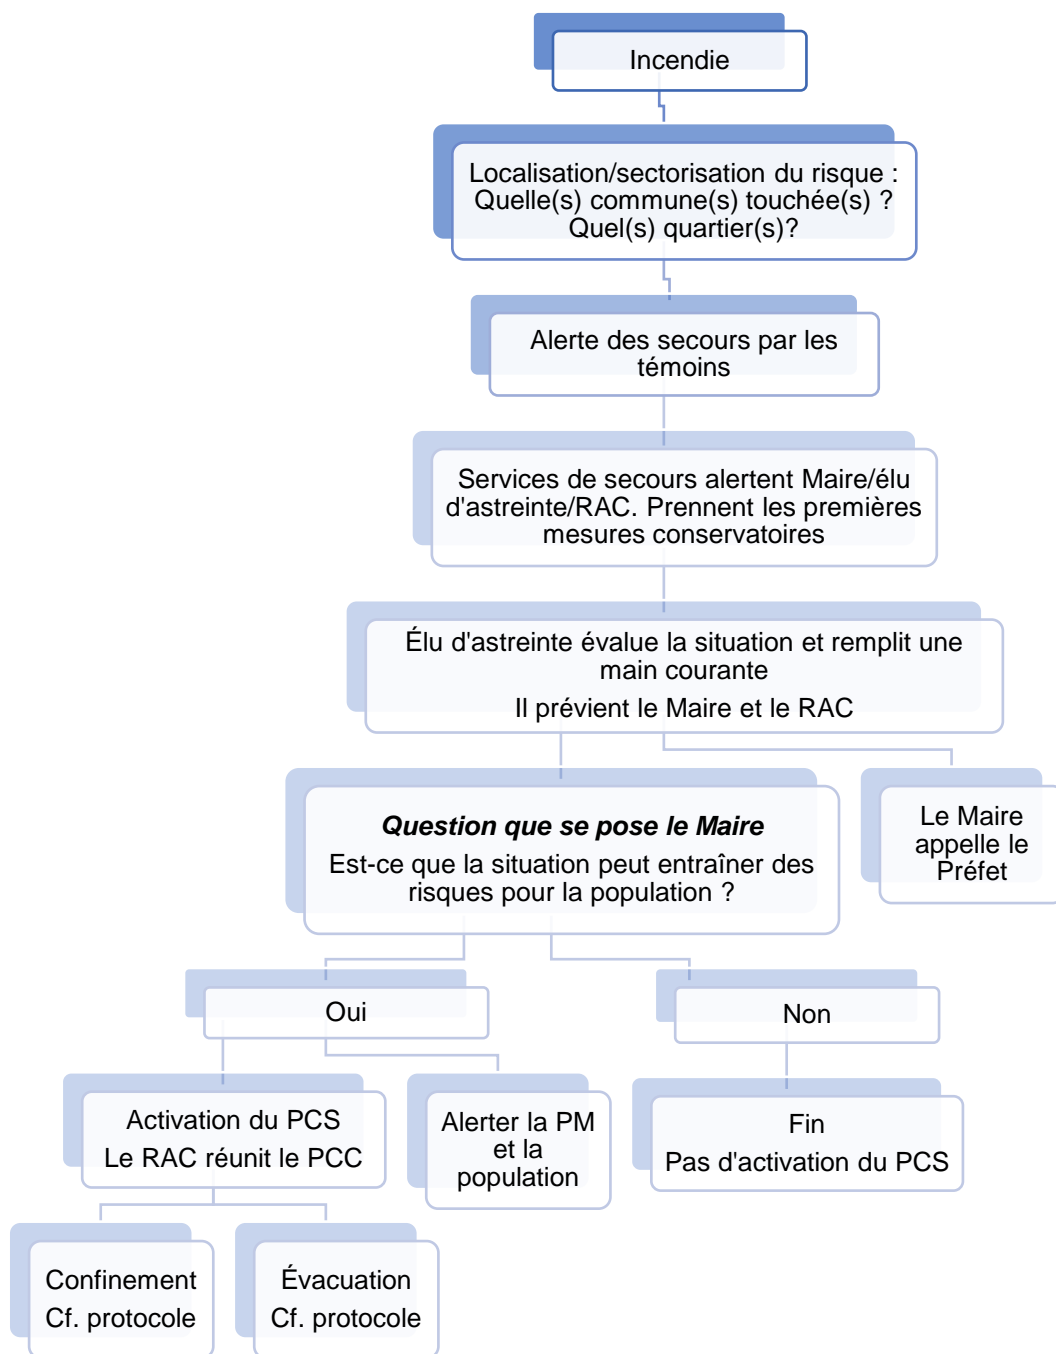 Incendie
Localisation/sectorisation du risque :
Quelle(s) commune(s) touchée(s) ?
Quel(s) quartier(s)?
Alerte des secours par les
témoins
Services de secours alertent Maire/élu
d'astreinte/RAC. Prennent les premières
mesures conservatoires
Élu d'astreinte évalue la situation et remplit une
main courante
Il prévient le Maire et le RAC
Question que se pose le Maire
Est-ce que la situation peut entraîner des
risques pour la population ?
Le Maire
appelle le
Préfet
Oui
Non
Activation du PCS
Le RAC réunit le PCC
Alerter la PM
et la
population
Fin
Pas d'activation du PCS
Confinement
Cf. protocole
Évacuation
Cf. protocole